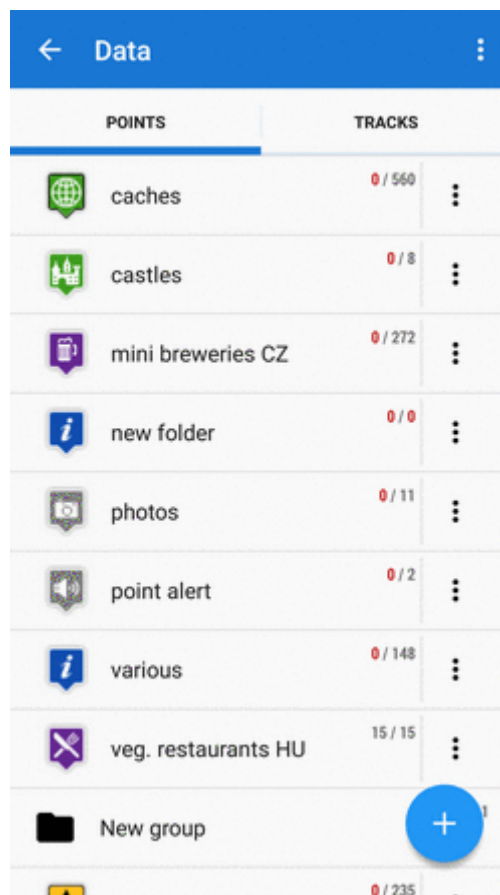 Data
POINTS TRACKS
caches 0 / 560
castles 0 / 8
mini breweries CZ 0 / 272
new folder 0 / 0
photos 0 / 11
point alert 0 / 2
various 0 / 148
veg. restaurants HU 15 / 15
New group 1
0 / 235